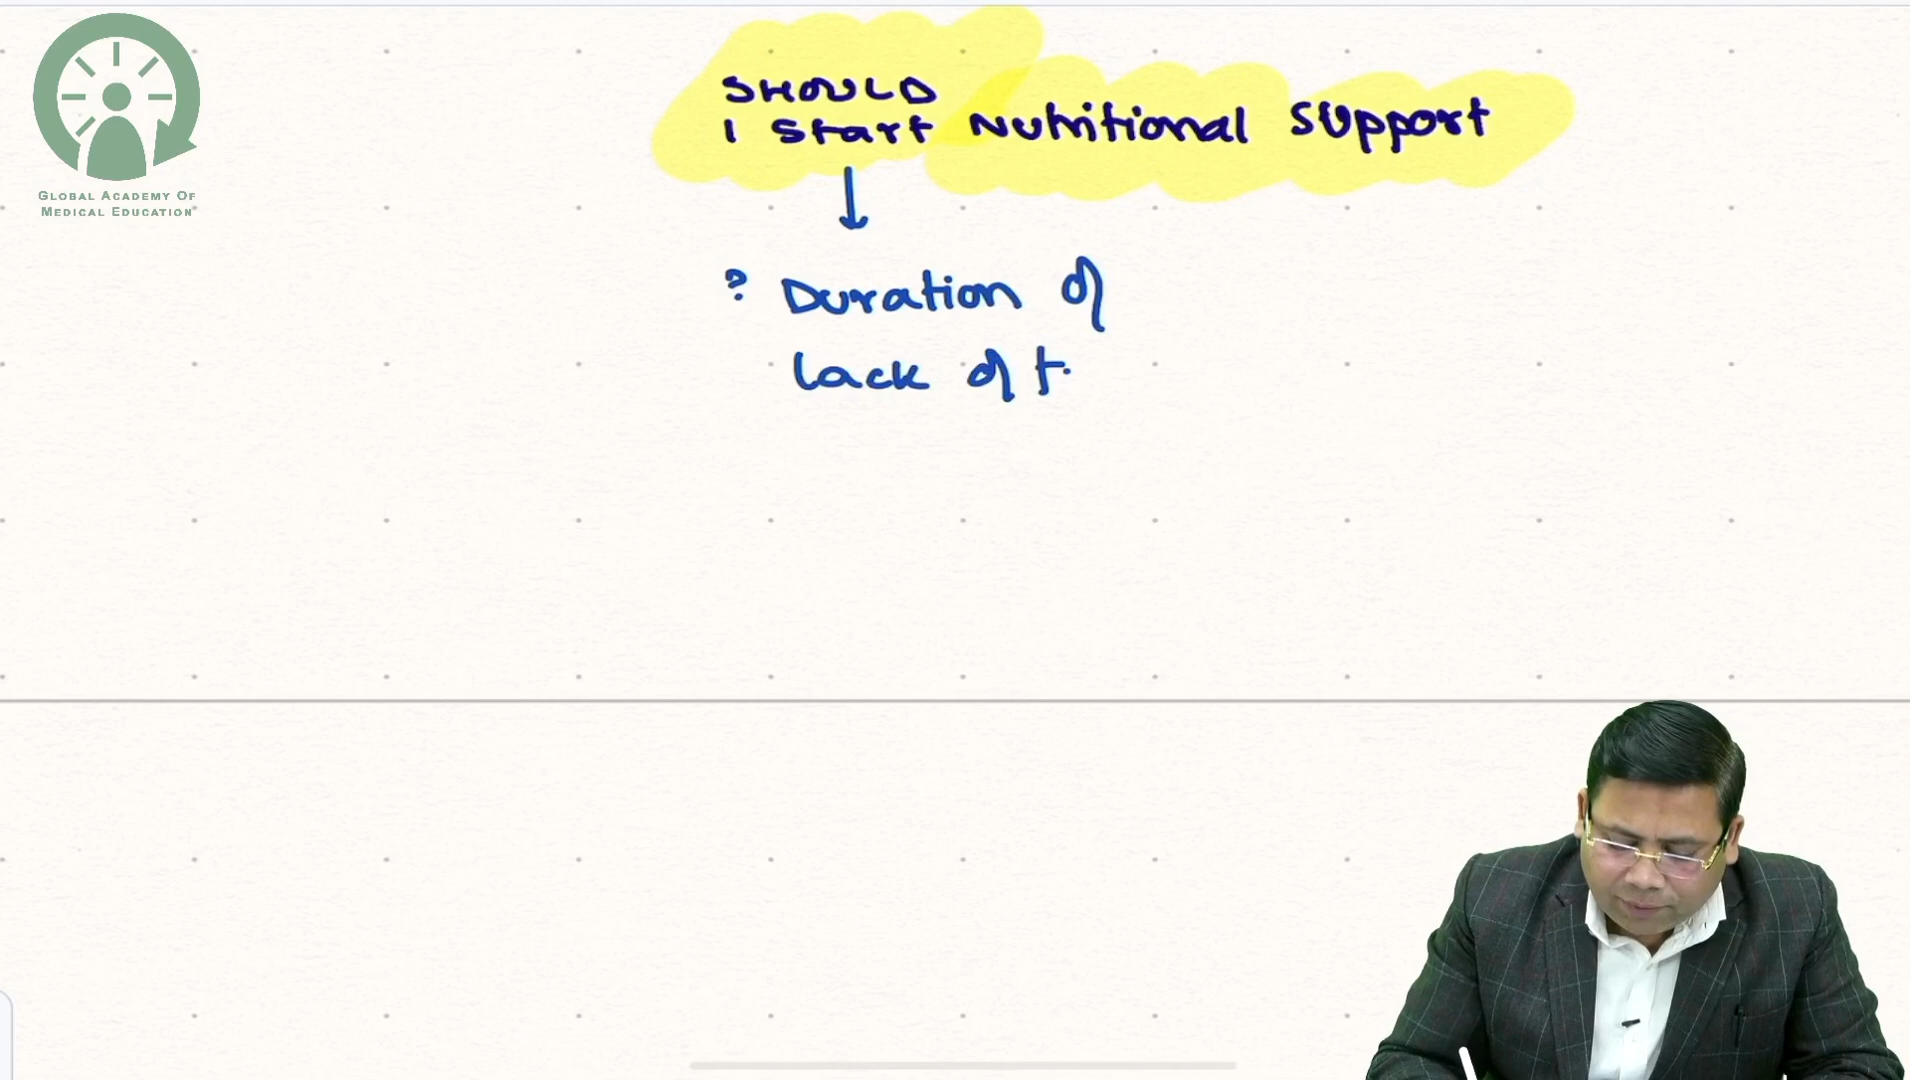 GLOBAL ACADEMY OF
MEDICAL EDUCATION
SHOULD
I start Nutritional Support
? Duration of
lack of f